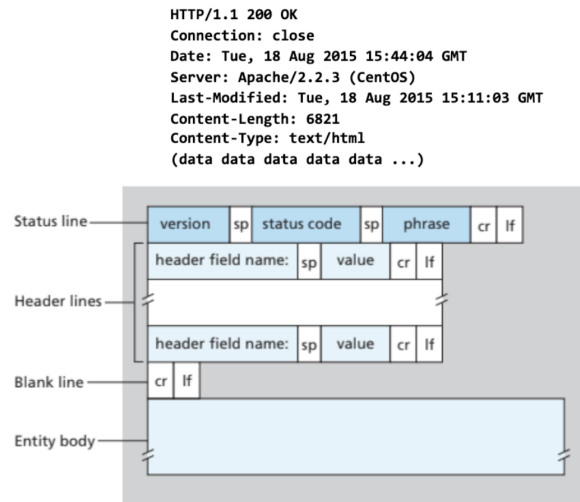 HTTP/1.1 200 OK
Connection: close
Date: Tue, 18 Aug 2015 15:44:04 GMT
Server: Apache/2.2.3 (CentOS)
Last-Modified: Tue, 18 Aug 2015 15:11:03 GMT
Content-Length: 6821
Content-Type: text/html
(data data data data data ...)
Status line version sp status code sp phrase cr lf
header field name: sp value cr lf
Header lines
header field name: sp value cr lf
Blank line cr lf
Entity body